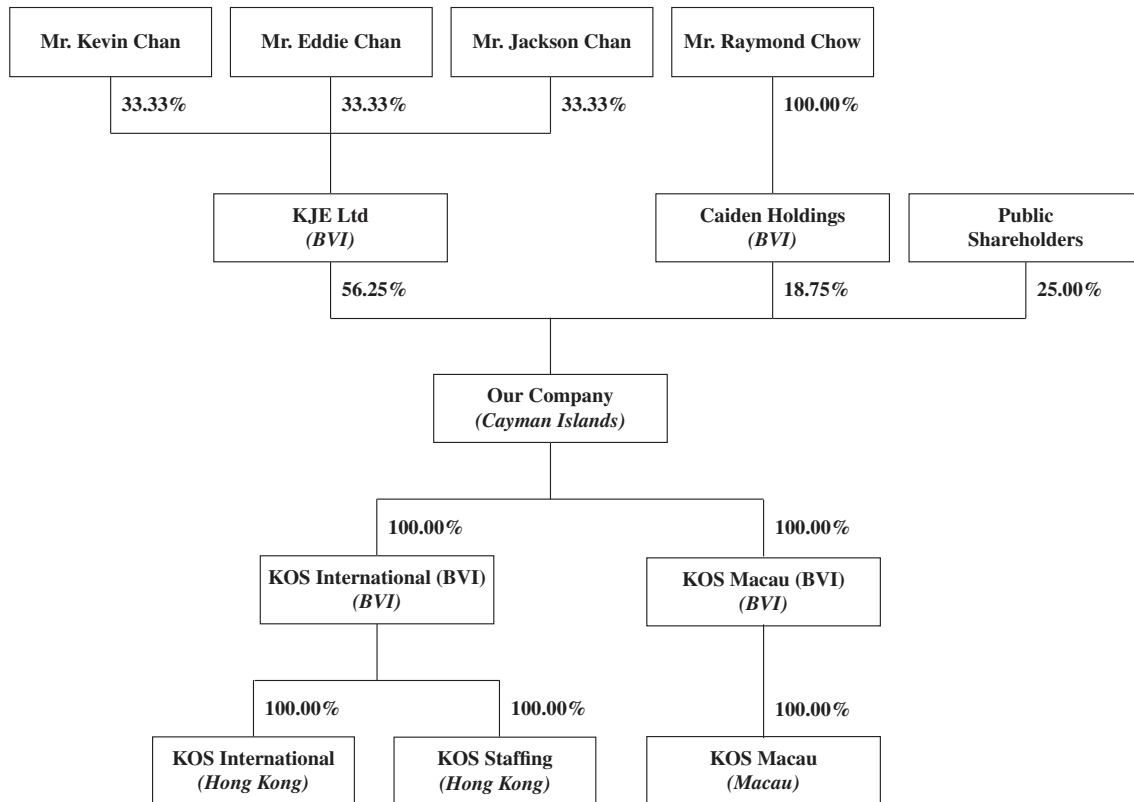 Mr. Kevin Chan
Mr. Eddie Chan
Mr. Jackson Chan
Mr. Raymond Chow
33.33%
33.33%
33.33%
100.00%
KJE Ltd
(BVI)
Caiden Holdings
(BVI)
Public
Shareholders
56.25%
18.75%
25.00%
Our Company
(Cayman Islands)
100.00%
100.00%
KOS International (BVI)
(BVI)
KOS Macau (BVI)
(BVI)
100.00%
100.00%
100.00%
KOS International
(Hong Kong)
KOS Staffing
(Hong Kong)
KOS Macau
(Macau)